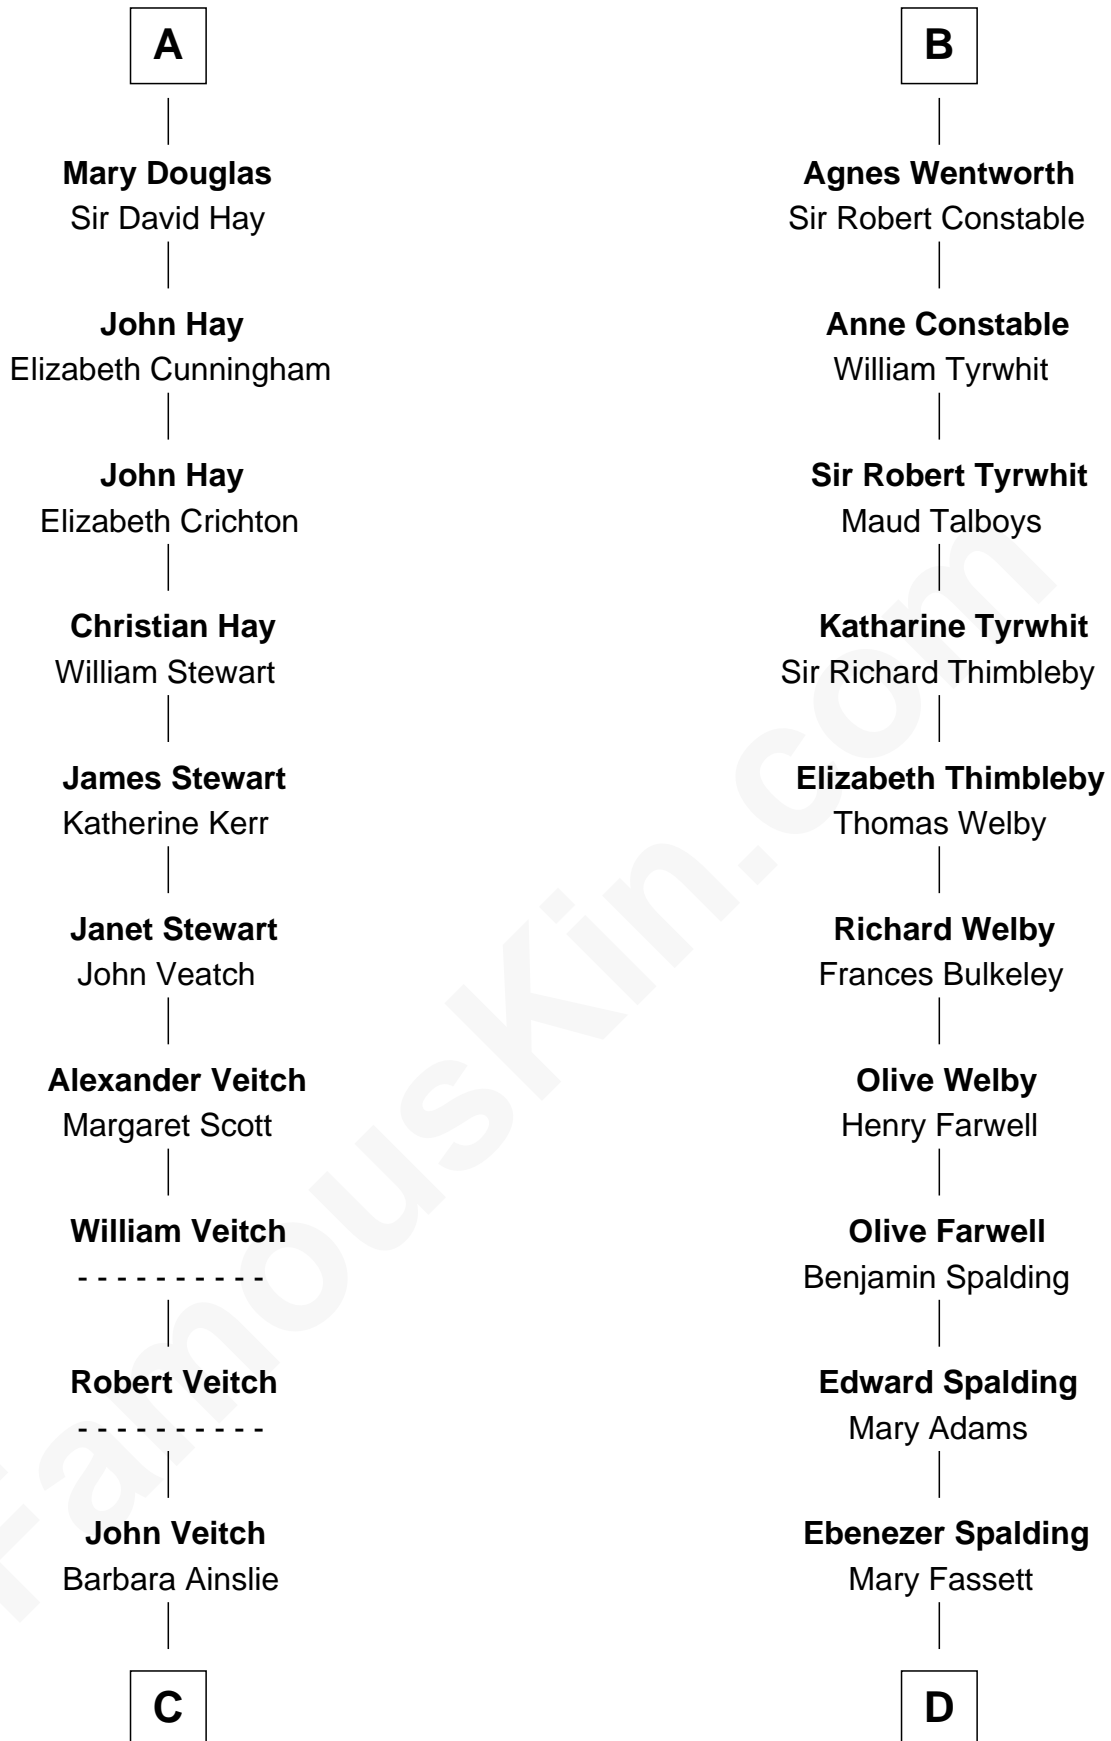 A
Mary Douglas
Sir David Hay
John Hay
Elizabeth Cunningham
John Hay
Elizabeth Crichton
Christian Hay
William Stewart
James Stewart
Katherine Kerr
Janet Stewart
John Veatch
Alexander Veitch
Margaret Scott
William Veitch
- - - - - - - - - -
Robert Veitch
- - - - - - - - - -
John Veitch
Barbara Ainslie
C
B
Agnes Wentworth
Sir Robert Constable
Anne Constable
William Tyrwhit
Sir Robert Tyrwhit
Maud Talboys
Katharine Tyrwhit
Sir Richard Thimbleby
Elizabeth Thimbleby
Thomas Welby
Richard Welby
Frances Bulkeley
Olive Welby
Henry Farwell
Olive Farwell
Benjamin Spalding
Edward Spalding
Mary Adams
Ebenezer Spalding
Mary Fassett
D
FamousKin.com